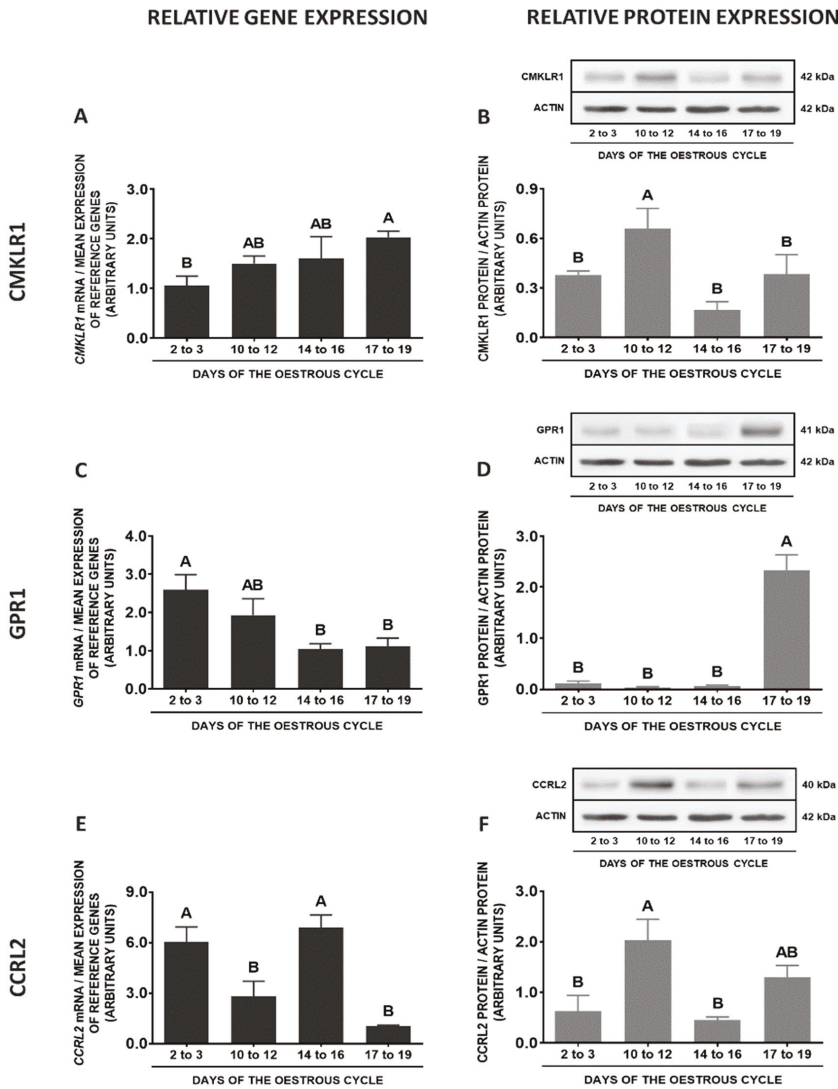 RELATIVE GENE EXPRESSION
RELATIVE PROTEIN EXPRESSION
CMKLR1
A
CMKLR1 mRNA / MEAN EXPRESSION
OF REFERENCE GENES
(ARBITRARY UNITS)
3.0
2.0
1.0
0.0
B
AB
AB
A
2 to 3 10 to 12 14 to 16 17 to 19
DAYS OF THE OESTROUS CYCLE
B
CMKLR1 42 kDa
ACTIN 42 kDa
2 to 3 10 to 12 14 to 16 17 to 19
DAYS OF THE OESTROUS CYCLE
CMKLR1 PROTEIN / ACTIN PROTEIN
(ARBITRARY UNITS)
0.9
0.6
0.3
0.0
B
A
B
B
2 to 3 10 to 12 14 to 16 17 to 19
DAYS OF THE OESTROUS CYCLE
GPR1
C
GPR1 mRNA / MEAN EXPRESSION
OF REFERENCE GENES
(ARBITRARY UNITS)
4.0
3.0
2.0
1.0
0.0
A
AB
B
B
2 to 3 10 to 12 14 to 16 17 to 19
DAYS OF THE OESTROUS CYCLE
D
GPR1 41 kDa
ACTIN 42 kDa
2 to 3 10 to 12 14 to 16 17 to 19
DAYS OF THE OESTROUS CYCLE
GPR1 PROTEIN / ACTIN PROTEIN
(ARBITRARY UNITS)
3.0
2.0
1.0
0.0
B
B
B
A
2 to 3 10 to 12 14 to 16 17 to 19
DAYS OF THE OESTROUS CYCLE
CCRL2
E
CCRL2 mRNA / MEAN EXPRESSION
OF REFERENCE GENES
(ARBITRARY UNITS)
9.0
6.0
3.0
0.0
A
B
A
B
2 to 3 10 to 12 14 to 16 17 to 19
DAYS OF THE OESTROUS CYCLE
F
CCRL2 40 kDa
ACTIN 42 kDa
2 to 3 10 to 12 14 to 16 17 to 19
DAYS OF THE OESTROUS CYCLE
CCRL2 PROTEIN / ACTIN PROTEIN
(ARBITRARY UNITS)
3.0
2.0
1.0
0.0
B
A
B
AB
2 to 3 10 to 12 14 to 16 17 to 19
DAYS OF THE OESTROUS CYCLE